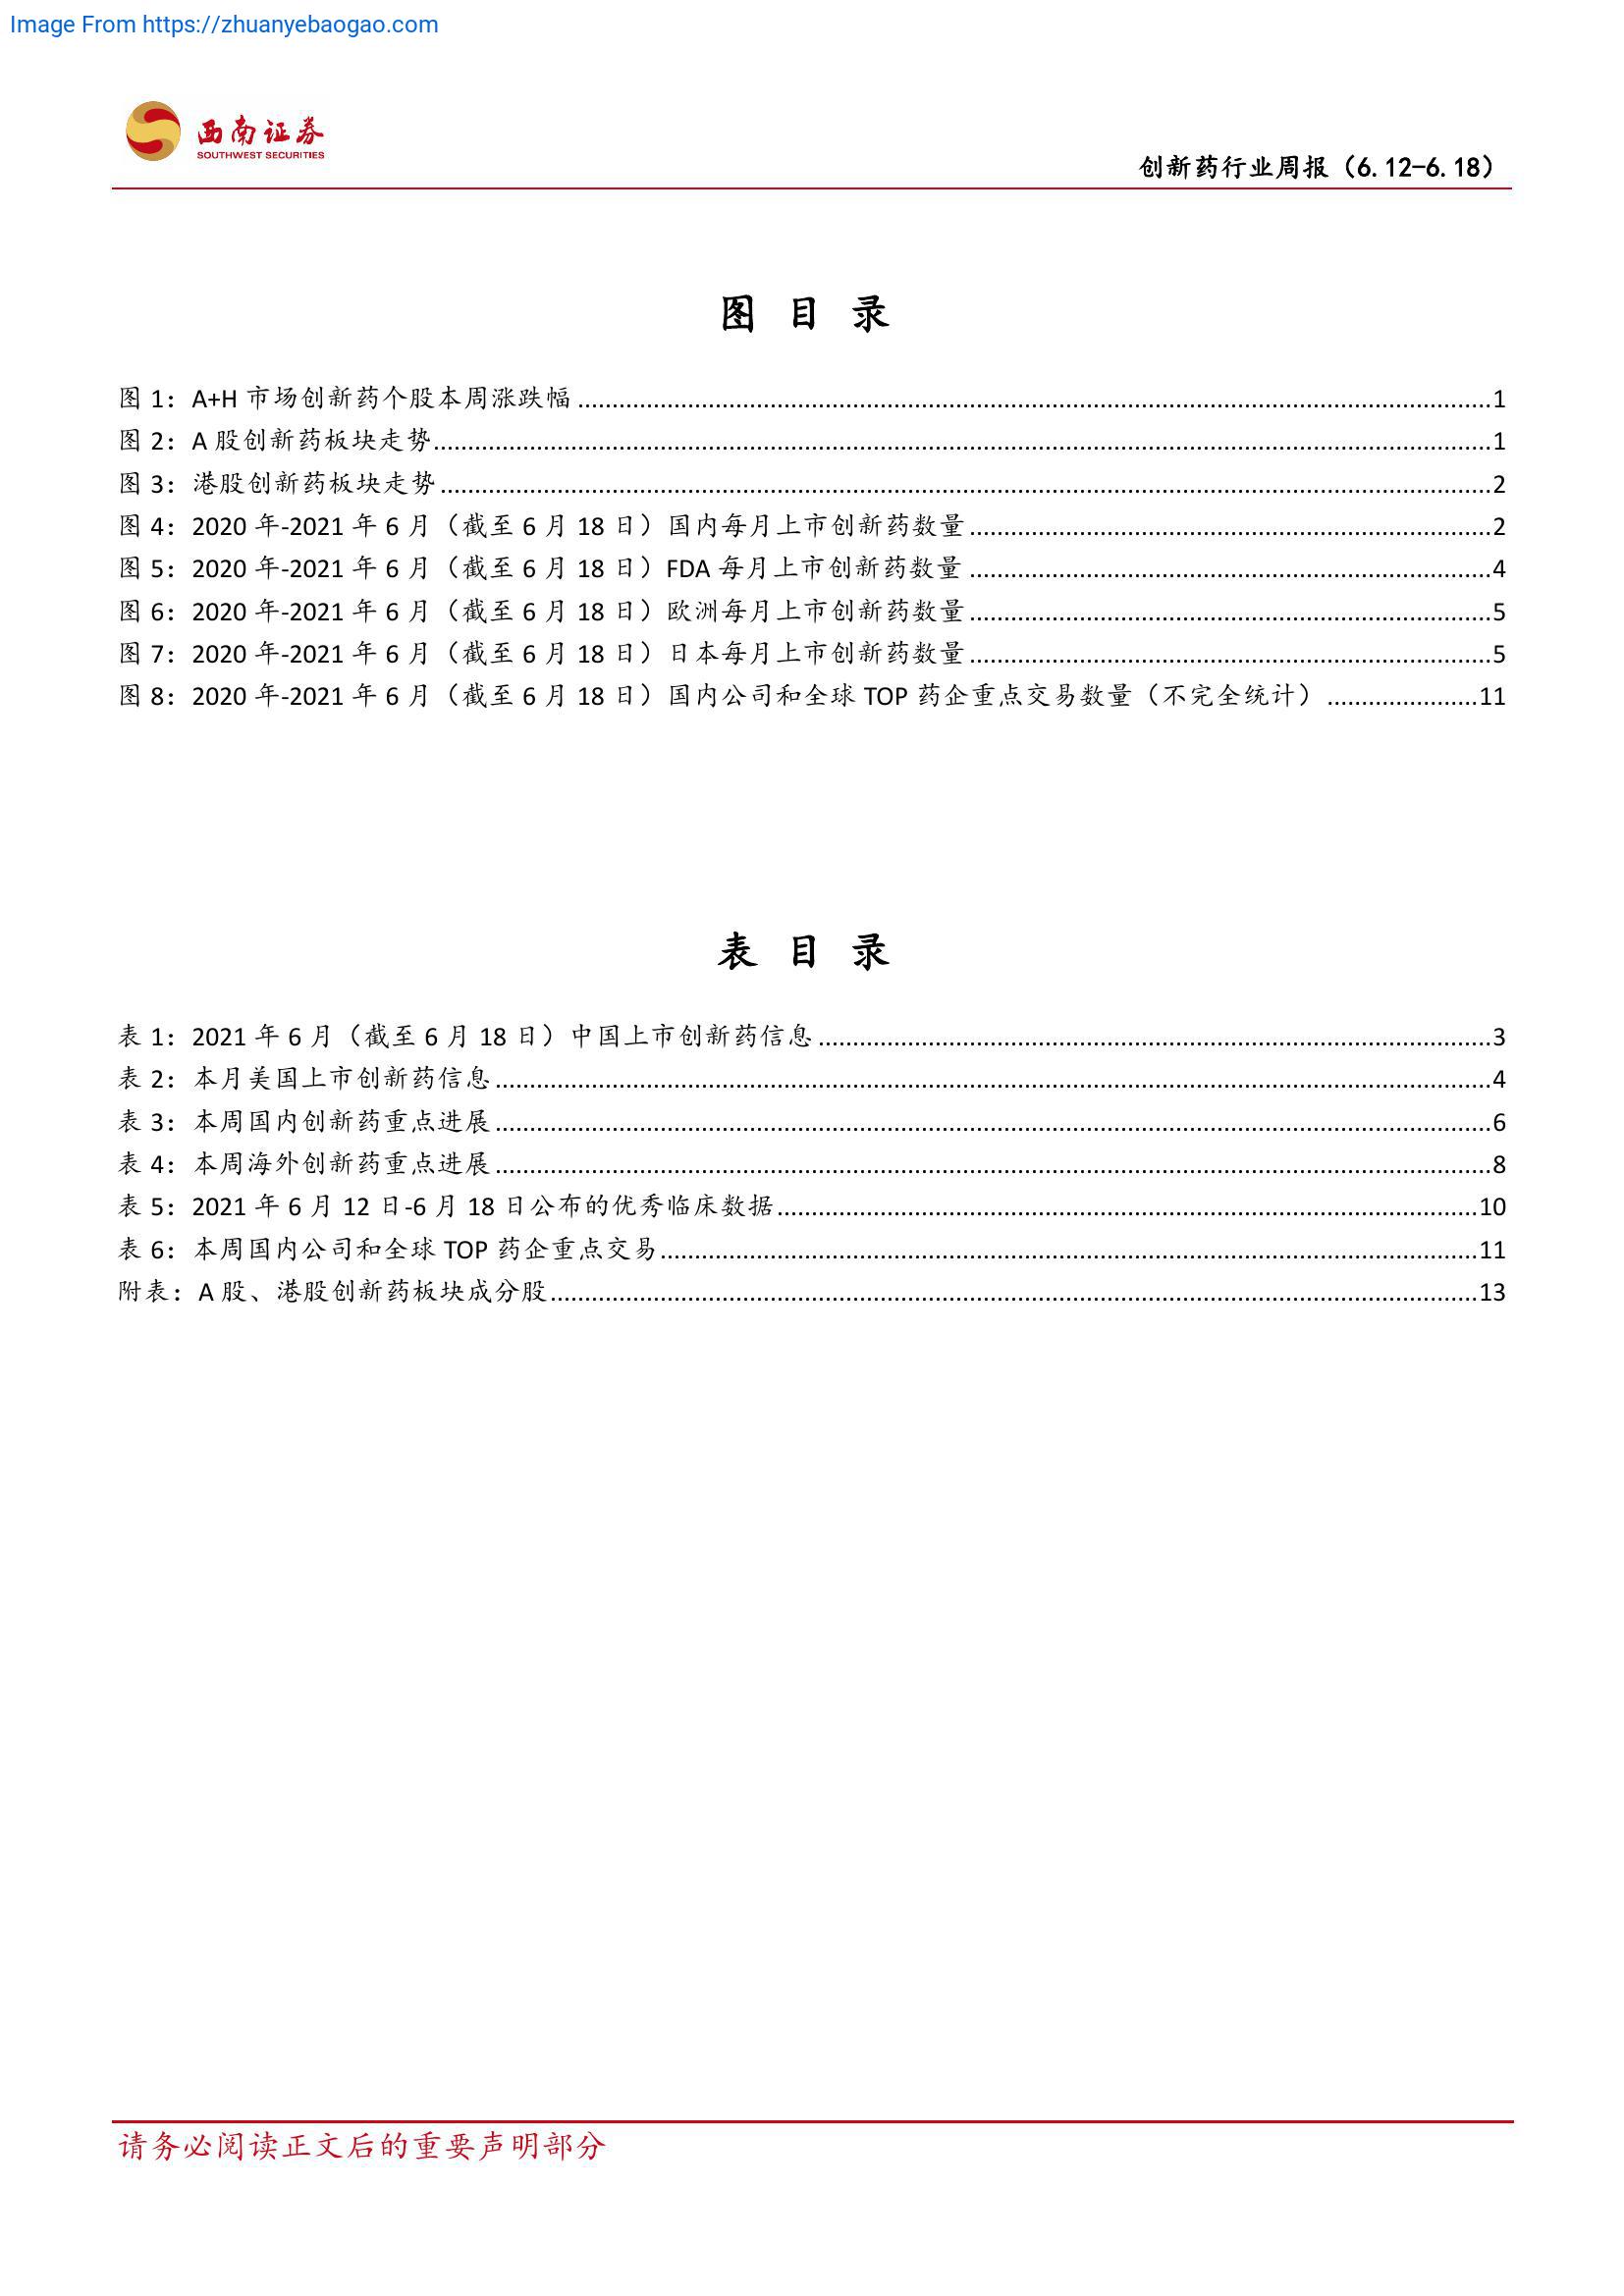 Image From https://zhuanyebaogao.com
西南证券
SOUTHWEST SECURITIES
创新药行业周报（6.12-6.18）
图 目 录
图 1：A+H 市场创新药个股本周涨跌幅 ........ 1
图 2：A 股创新药板块走势 ........ 1
图 3：港股创新药板块走势 ........ 2
图 4：2020 年-2021 年 6 月（截至 6 月 18 日）国内每月上市创新药数量 ........ 2
图 5：2020 年-2021 年 6 月（截至 6 月 18 日）FDA 每月上市创新药数量 ........ 4
图 6：2020 年-2021 年 6 月（截至 6 月 18 日）欧洲每月上市创新药数量 ........ 5
图 7：2020 年-2021 年 6 月（截至 6 月 18 日）日本每月上市创新药数量 ........ 5
图 8：2020 年-2021 年 6 月（截至 6 月 18 日）国内公司和全球 TOP 药企重点交易数量（不完全统计） ........ 11
表 目 录
表 1：2021 年 6 月（截至 6 月 18 日）中国上市创新药信息 ........ 3
表 2：本月美国上市创新药信息 ........ 4
表 3：本周国内创新药重点进展 ........ 6
表 4：本周海外创新药重点进展 ........ 8
表 5：2021 年 6 月 12 日-6 月 18 日公布的优秀临床数据 ........ 10
表 6：本周国内公司和全球 TOP 药企重点交易 ........ 11
附表：A 股、港股创新药板块成分股 ........ 13
请务必阅读正文后的重要声明部分